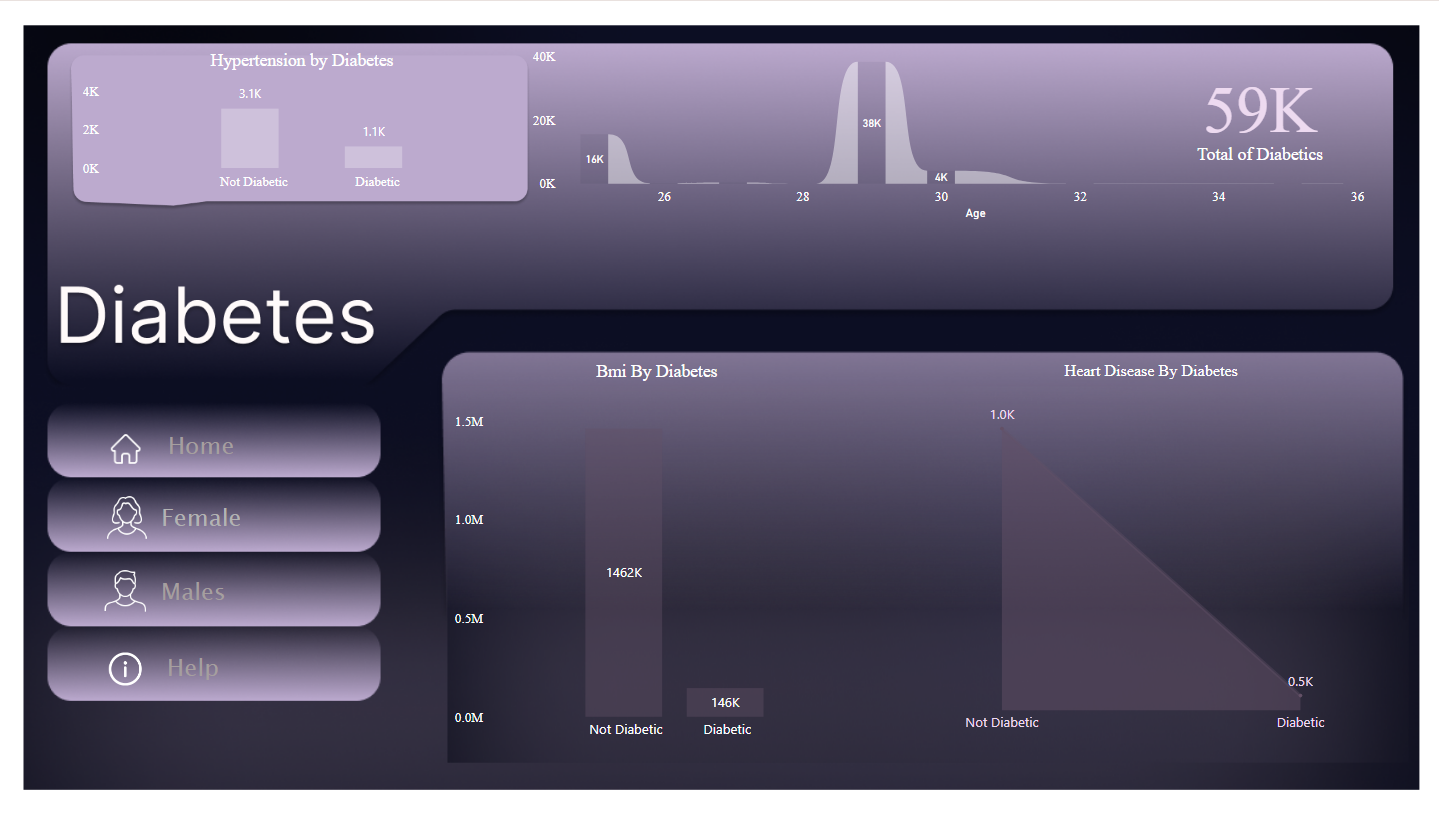 Hypertension by Diabetes
4K
2K
0K
3.1K
1.1K
Not Diabetic
Diabetic
40K
20K
0K
16K
38K
4K
26
28
30
32
34
36
Age
59K
Total of Diabetics
Diabetes
Home
Female
Males
Help
Bmi By Diabetes
1.5M
1.0M
0.5M
0.0M
1462K
146K
Not Diabetic
Diabetic
Heart Disease By Diabetes
1.0K
0.5K
Not Diabetic
Diabetic